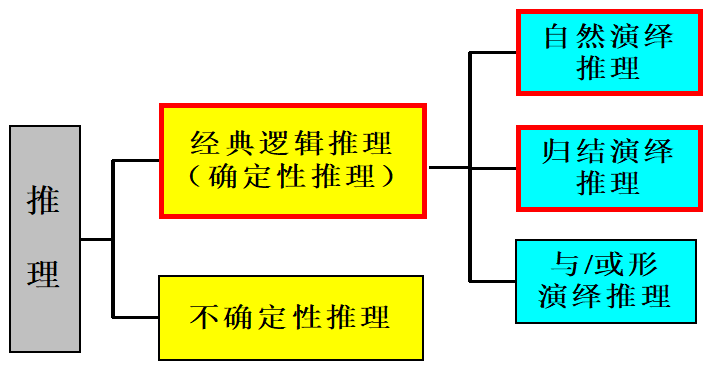 推
理
经典逻辑推理
（确定性推理）
不确定性推理
自然演绎
推理
归结演绎
推理
与/或形
演绎推理